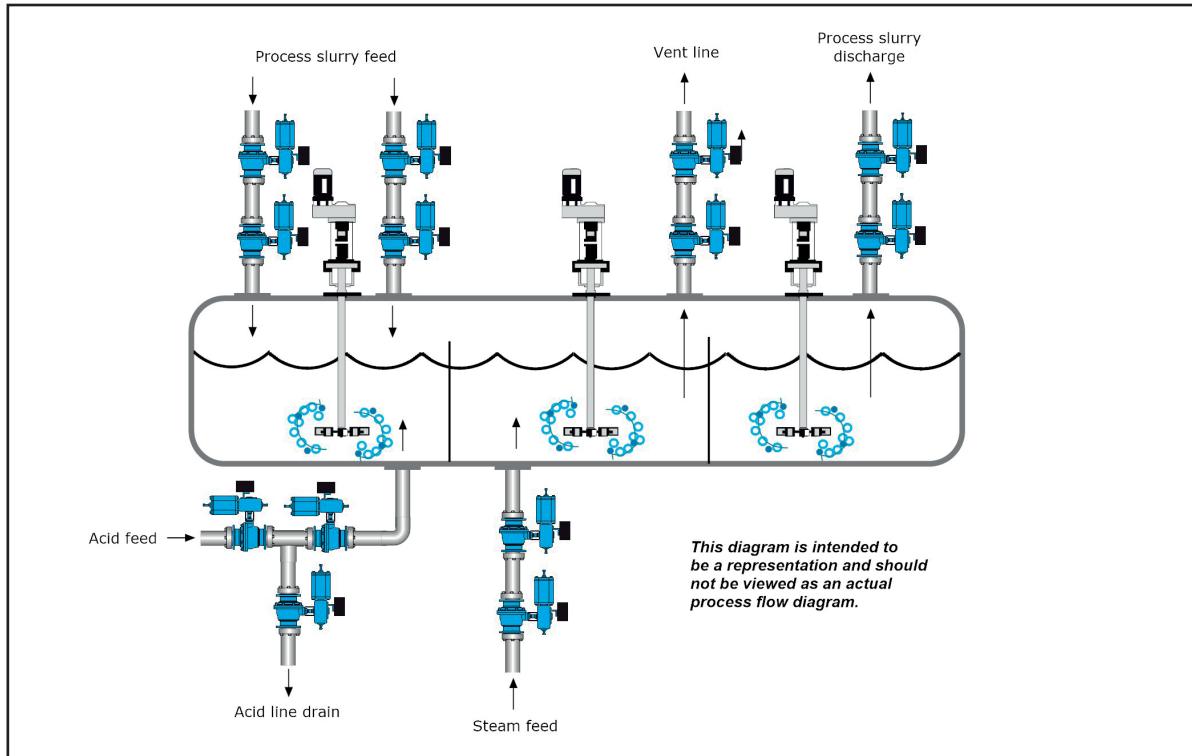 Process slurry feed
Vent line
Process slurry
discharge
Acid feed
This diagram is intended to
be a representation and should
not be viewed as an actual
process flow diagram.
Acid line drain
Steam feed